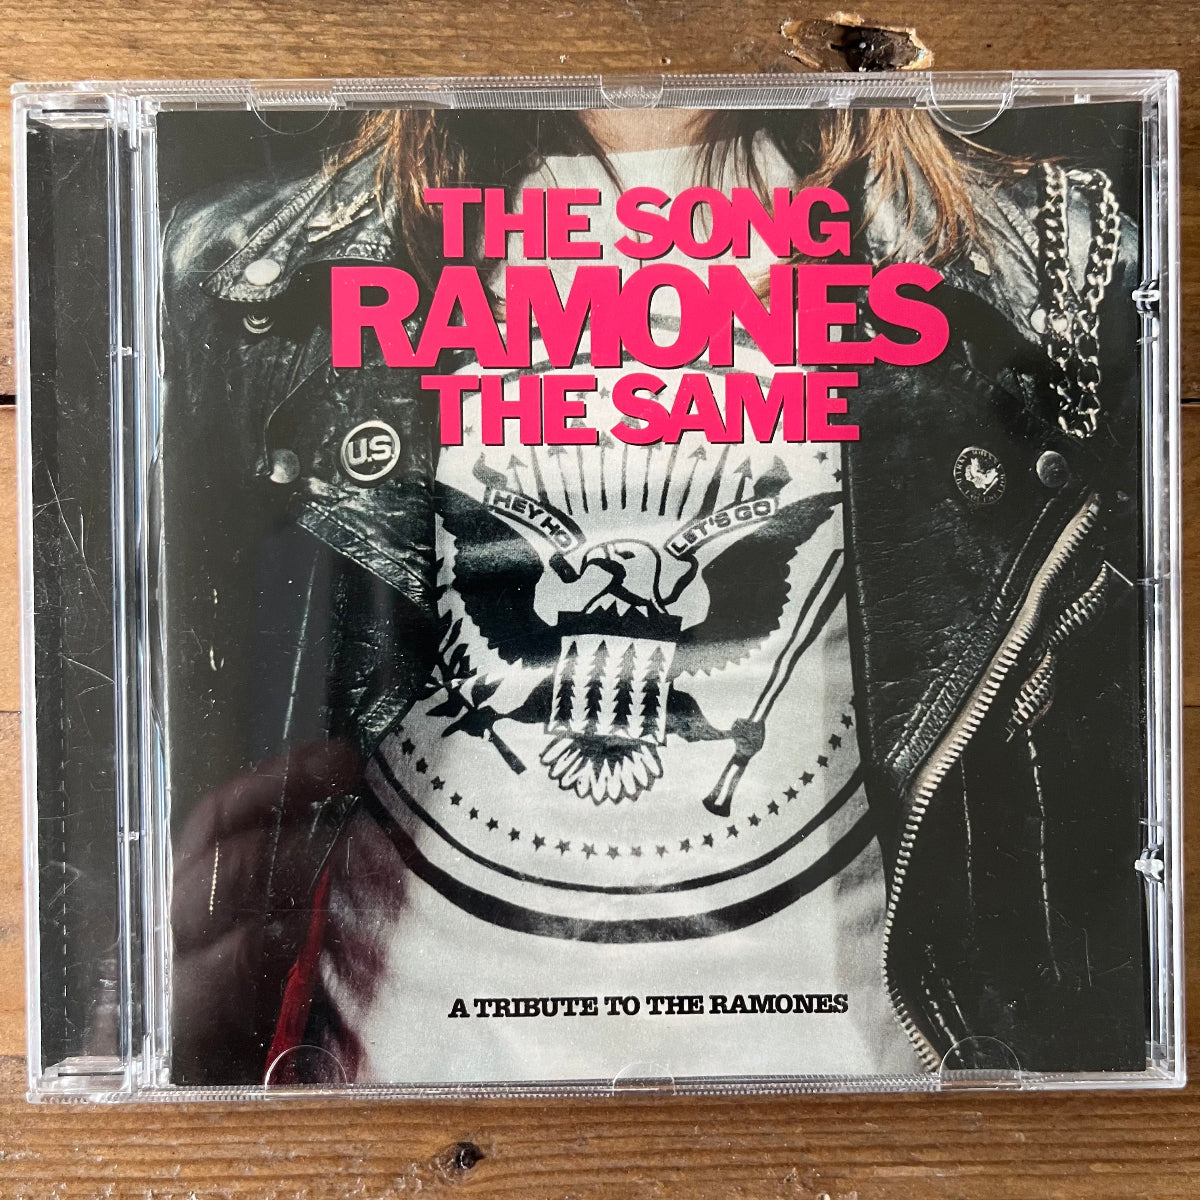 THE SONG
RAMONES
THE SAME
U.S.
HEY HO
LET'S GO
A TRIBUTE TO THE RAMONES